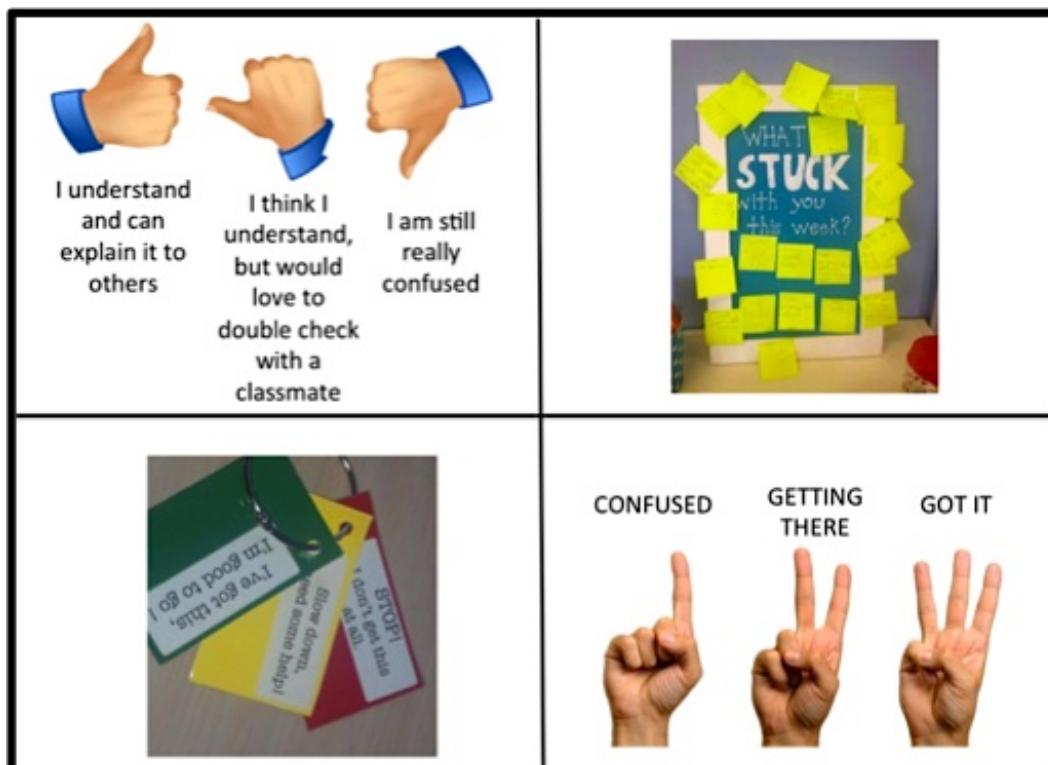 I understand
and can
explain it to
others
I think I
understand,
but would
love to
double check
with a
classmate
I am still
really
confused
WHAT
STUCK
with you
this week?
I've got this,
I'm good to go!
Slow down,
need some help!
STOP!
I don't get this
at all.
CONFUSED
GETTING
THERE
GOT IT